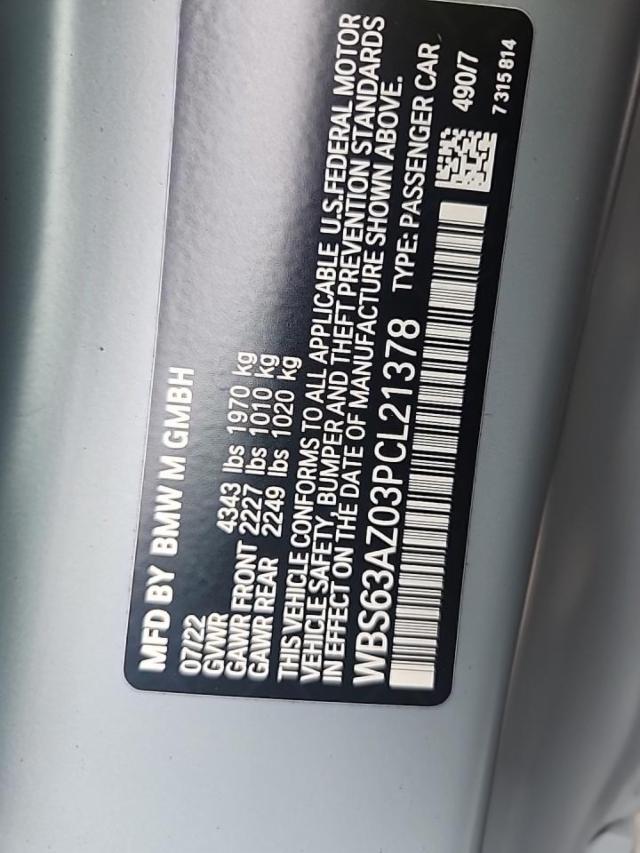 MFD BY BMW M GMBH
07/22
GVWR 4343 lbs 1970 kg
GAWR FRONT 2227 lbs 1010 kg
GAWR REAR 2249 lbs 1020 kg
THIS VEHICLE CONFORMS TO ALL APPLICABLE U.S.FEDERAL MOTOR
VEHICLE SAFETY, BUMPER AND THEFT PREVENTION STANDARDS
IN EFFECT ON THE DATE OF MANUFACTURE SHOWN ABOVE.
WBS63AZ03PCL21378 TYPE: PASSENGER CAR
490/7
7 315 814